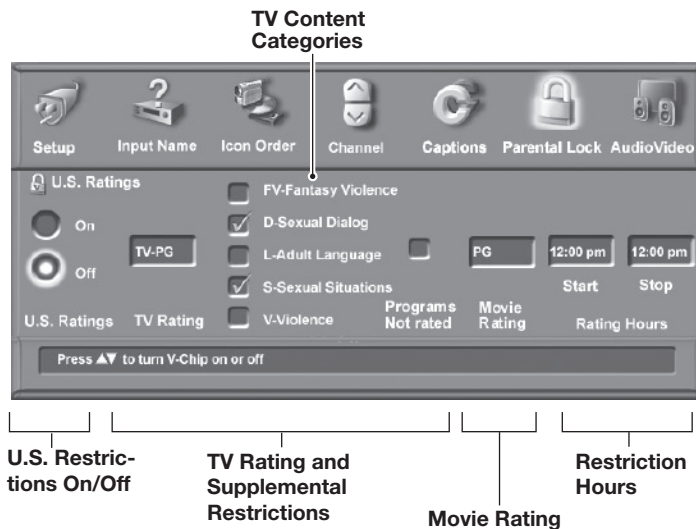 TV Content
Categories
Setup
Input Name
Icon Order
Channel
Captions
Parental Lock
AudioVideo
U.S. Ratings
On
Off
U.S. Ratings
TV-PG
TV Rating
FV-Fantasy Violence
D-Sexual Dialog
L-Adult Language
S-Sexual Situations
V-Violence
Programs
Not rated
PG
Movie
Rating
12:00 pm
12:00 pm
Start
Stop
Rating Hours
Press ▲▼ to turn V-Chip on or off
U.S. Restric-
tions On/Off
TV Rating and
Supplemental
Restrictions
Movie Rating
Restriction
Hours